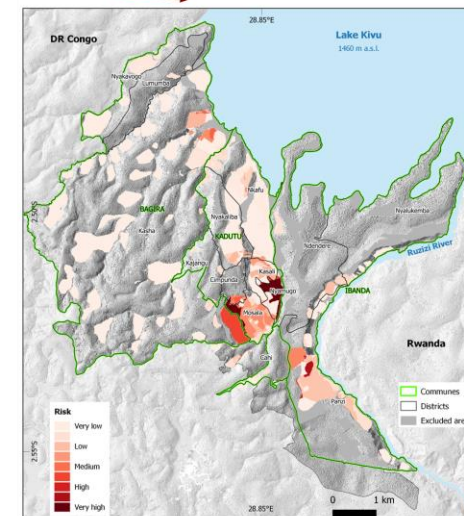 28.85°E
DR Congo
Lake Kivu
1460 m a.s.l.
Nyakavogo
Lumumba
2.50°S
Nkafu
Nyalukemba
BAGIRA
Nyakaliba
Kasha
KADUTU
Ndendere
Ruzizi River
Kajangu
Kasali
Cimpunda
Nyamugo
IBANDA
Mosala
Rwanda
Cahi
Panzi
Communes
Districts
Excluded are
Risk
Very low
Low
Medium
High
Very high
2.55°S
28.85°E
0 1 km